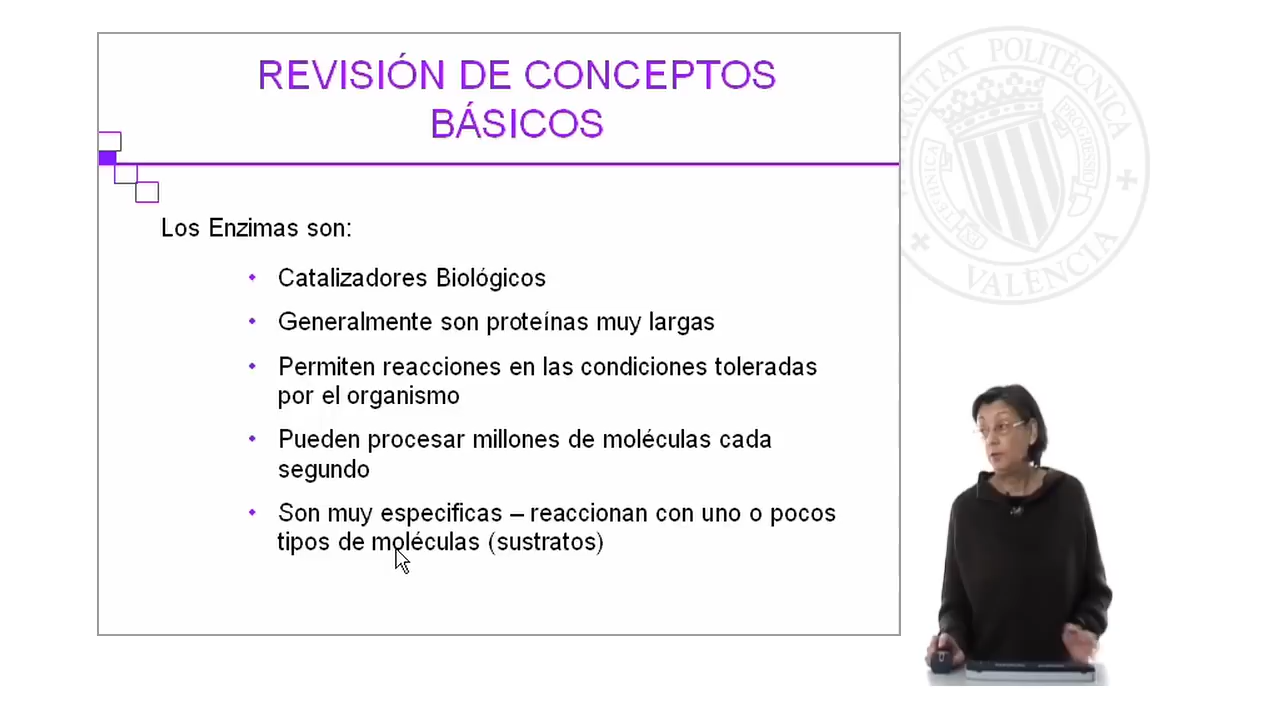 REVISIÓN DE CONCEPTOS
BÁSICOS
Los Enzimas son:
Catalizadores Biológicos
Generalmente son proteínas muy largas
Permiten reacciones en las condiciones toleradas
por el organismo
Pueden procesar millones de moléculas cada
segundo
Son muy especificas – reaccionan con uno o pocos
tipos de moléculas (sustratos)
POLITÈCNICA
VALÈNCIA